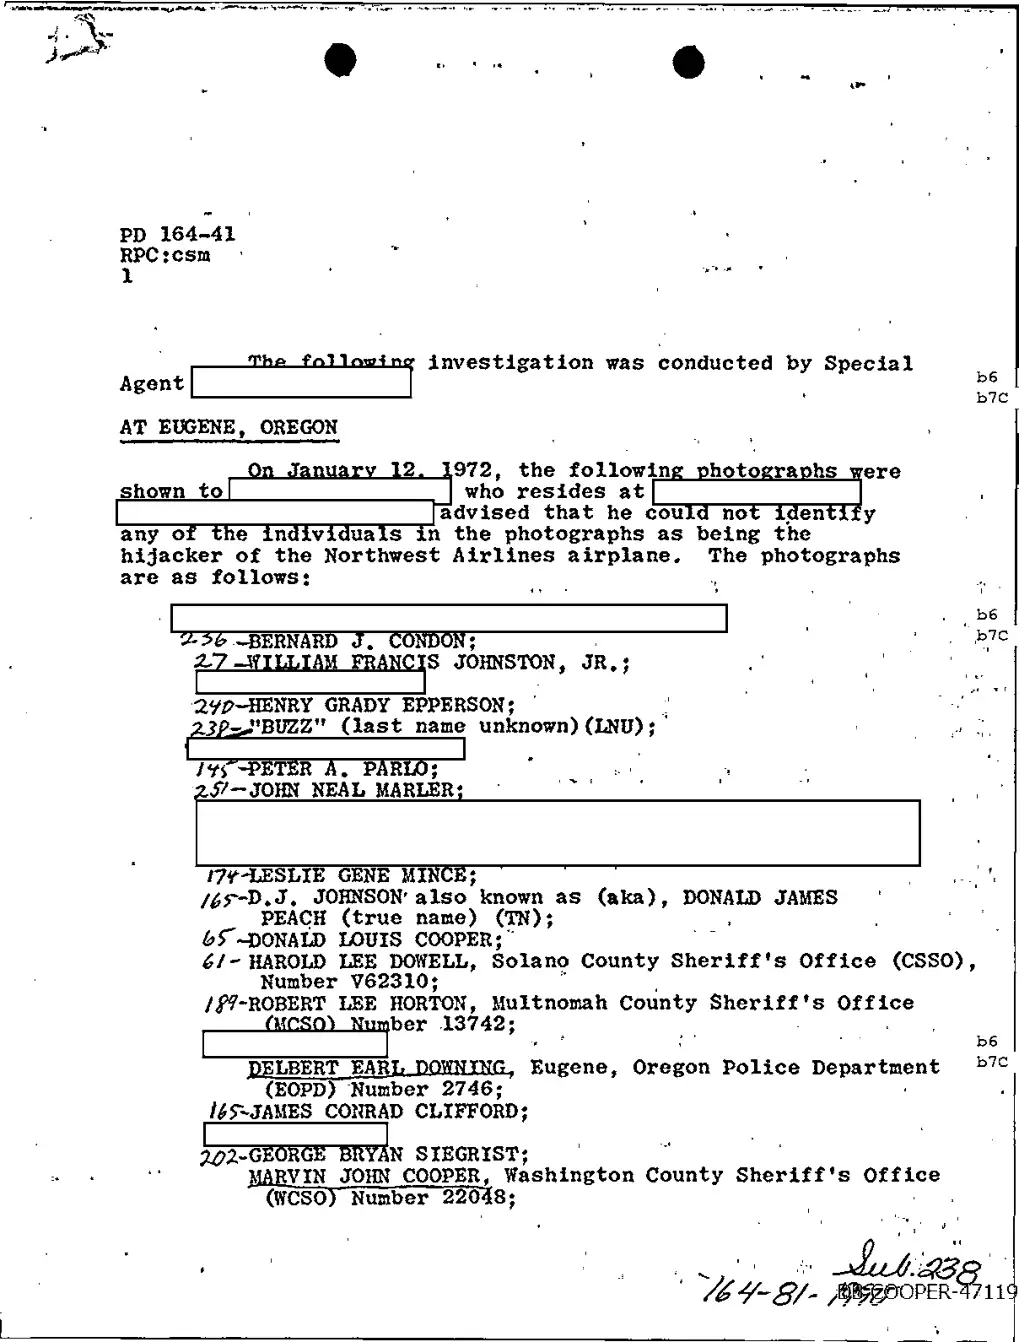 PD 164-41
RPC:csm
1
The following investigation was conducted by Special
Agent
b6
b7C
AT EUGENE, OREGON
On January 12, 1972, the following photographs were
shown to who resides at
advised that he could not identify
any of the individuals in the photographs as being the
hijacker of the Northwest Airlines airplane. The photographs
are as follows:
b6
b7C
236-BERNARD J. CONDON;
27-WILLIAM FRANCIS JOHNSTON, JR.;
240-HENRY GRADY EPPERSON;
"BUZZ" (last name unknown)(LNU);
145-PETER A. PARLO;
251-JOHN NEAL MARLER;
174-LESLIE GENE MINCE;
165-D.J. JOHNSON also known as (aka), DONALD JAMES
PEACH (true name) (TN);
65-DONALD LOUIS COOPER;
61-HAROLD LEE DOWELL, Solano County Sheriff's Office (CSSO),
Number V62310;
189-ROBERT LEE HORTON, Multnomah County Sheriff's Office
(MCSO) Number 13742;
b6
b7C
DELBERT EARL DOWNING, Eugene, Oregon Police Department
(EOPD) Number 2746;
165-JAMES CONRAD CLIFFORD;
202-GEORGE BRYAN SIEGRIST;
MARVIN JOHN COOPER, Washington County Sheriff's Office
(WCSO) Number 22048;
Sub.238
164-81-
COOPER-47119